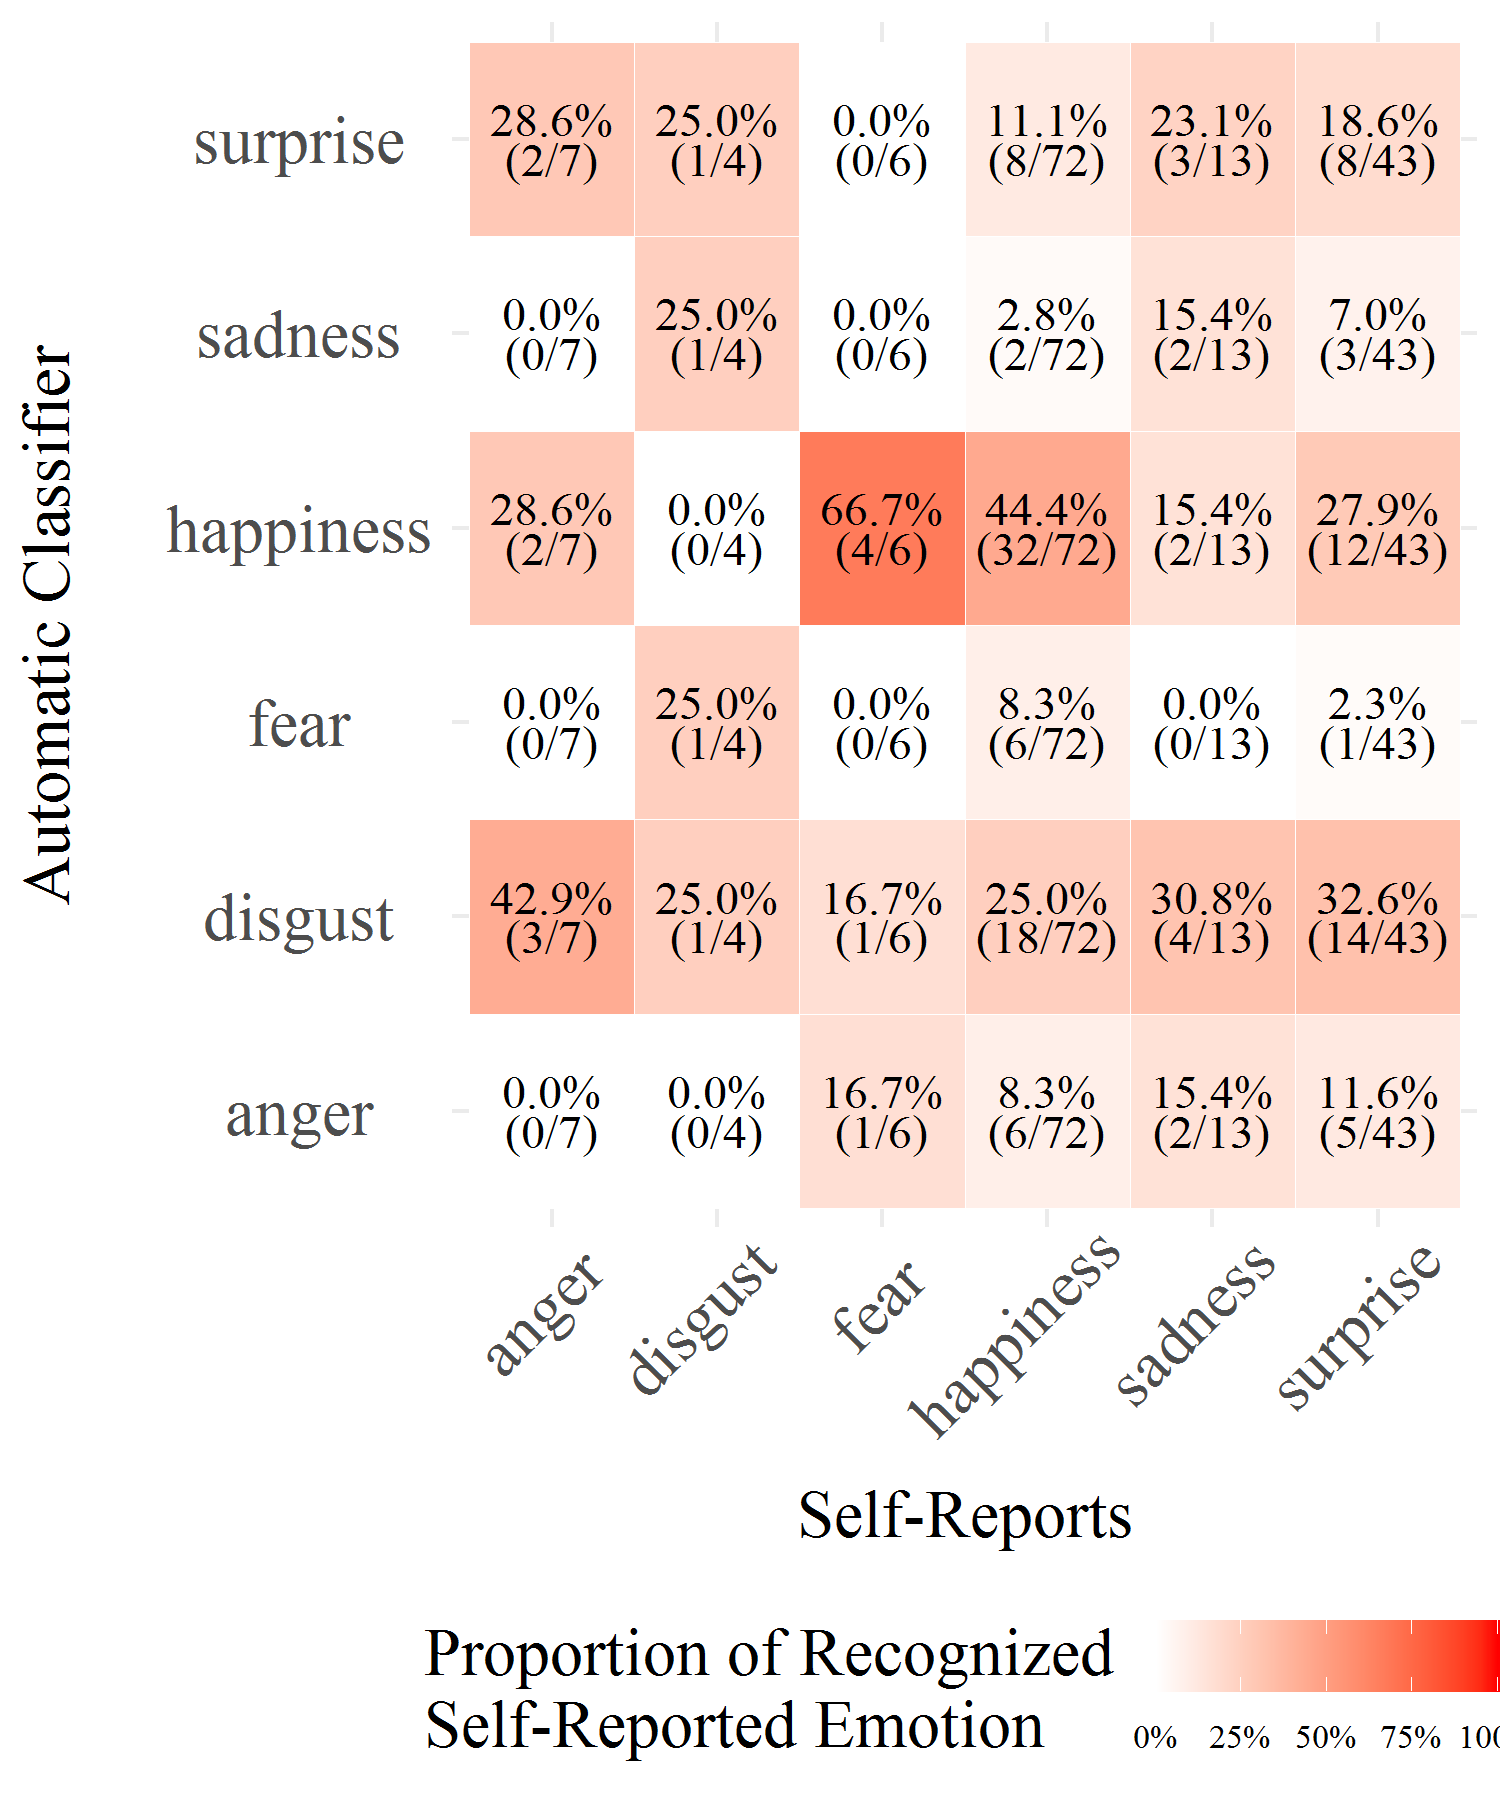 Automatic Classifier
surprise
28.6% 25.0% 0.0% 11.1% 23.1% 18.6%
(2/7) (1/4) (0/6) (8/72) (3/13) (8/43)
sadness
0.0% 25.0% 0.0% 2.8% 15.4% 7.0%
(0/7) (1/4) (0/6) (2/72) (2/13) (3/43)
happiness
28.6% 0.0% 66.7% 44.4% 15.4% 27.9%
(2/7) (0/4) (4/6) (32/72) (2/13) (12/43)
fear
0.0% 25.0% 0.0% 8.3% 0.0% 2.3%
(0/7) (1/4) (0/6) (6/72) (0/13) (1/43)
disgust
42.9% 25.0% 16.7% 25.0% 30.8% 32.6%
(3/7) (1/4) (1/6) (18/72) (4/13) (14/43)
anger
0.0% 0.0% 16.7% 8.3% 15.4% 11.6%
(0/7) (0/4) (1/6) (6/72) (2/13) (5/43)
anger disgust fear happiness sadness surprise
Self-Reports
Proportion of Recognized
Self-Reported Emotion
0% 25% 50% 75%